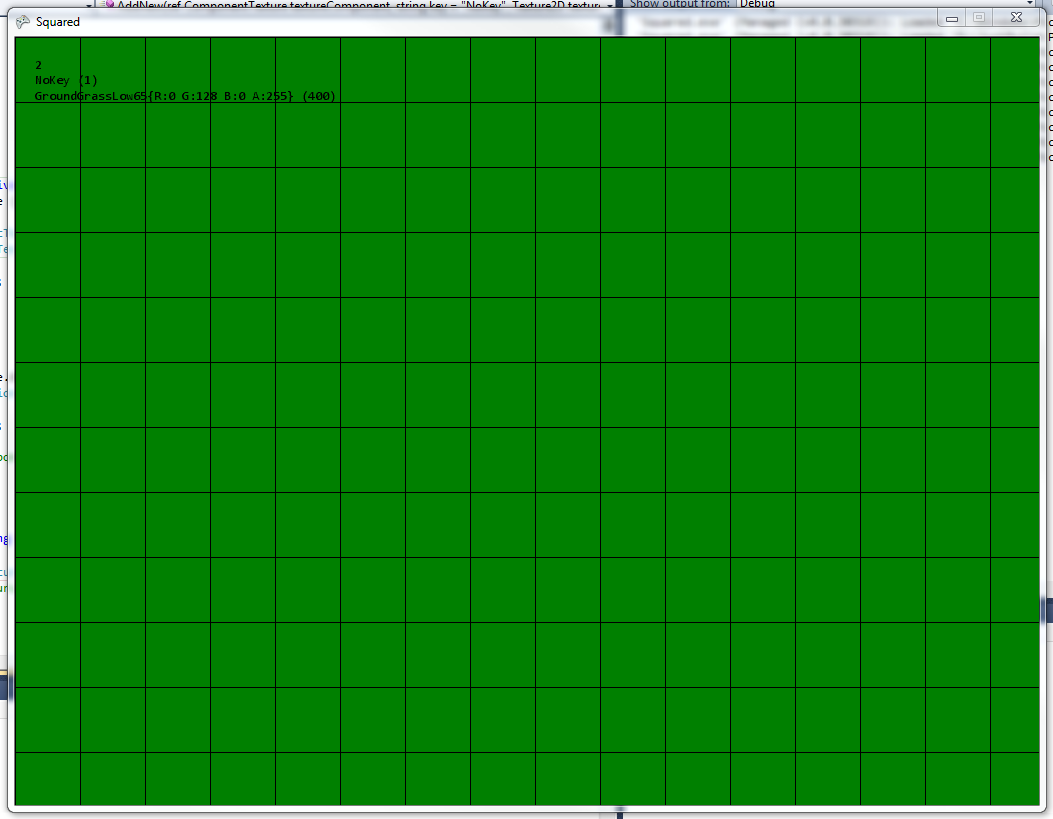 AddNew(ref ComponentTexture textureComponent, string key = "NoKey", Texture2D texture
Show output from: Debug
Squared
2
NoKey (1)
GroundGrassLow65{R:0 G:128 B:0 A:255} (400)